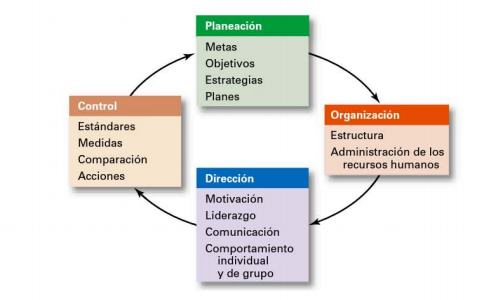 Planeación
Metas
Objetivos
Estrategias
Planes
Organización
Estructura
Administración de los
recursos humanos
Dirección
Motivación
Liderazgo
Comunicación
Comportamiento
individual
y de grupo
Control
Estándares
Medidas
Comparación
Acciones